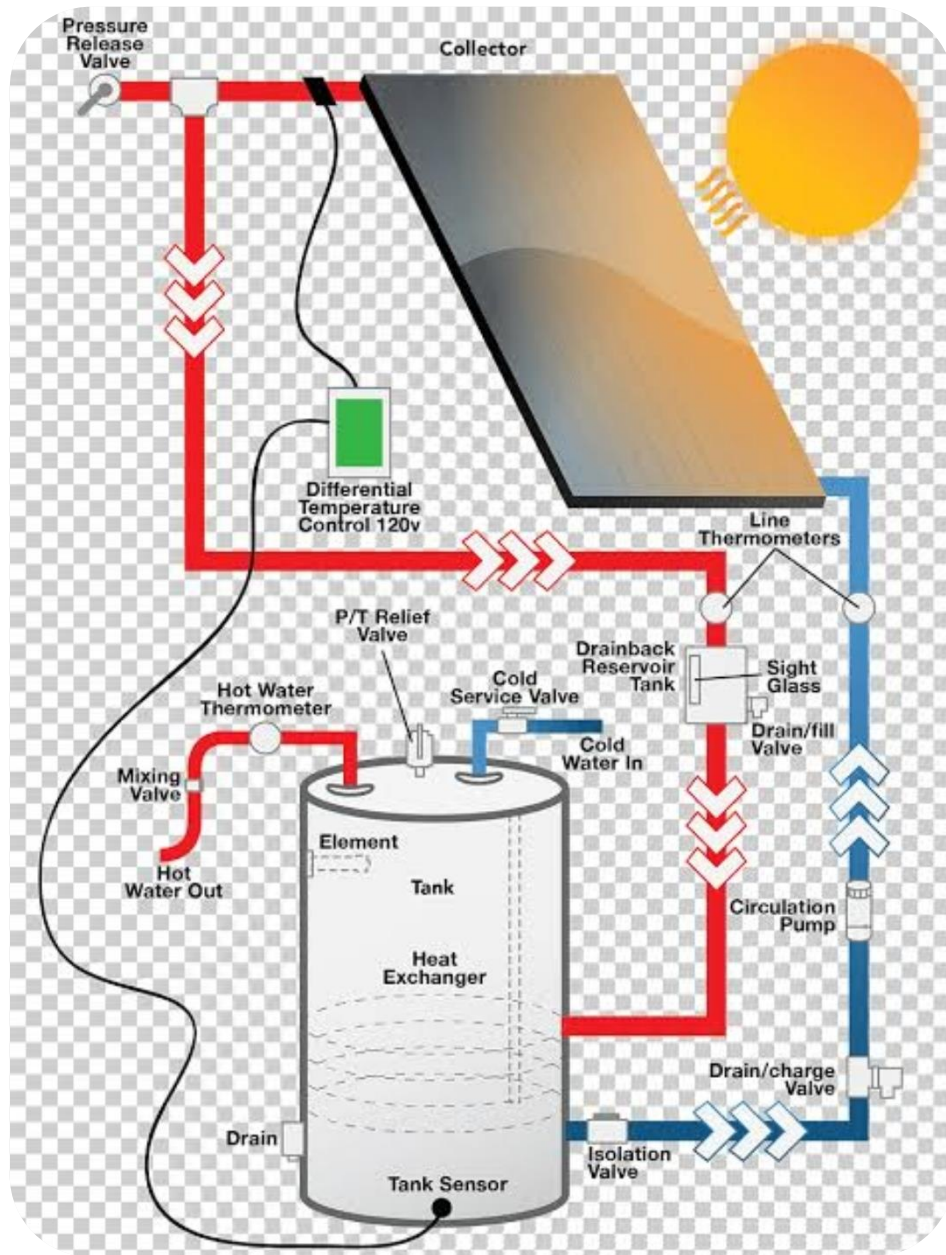 Pressure
Release
Valve
Collector
Differential
Temperature
Control 120v
Line
Thermometers
P/T Relief
Valve
Drainback
Reservoir
Tank
Sight
Glass
Cold
Service Valve
Hot Water
Thermometer
Drain/fill
Valve
Cold
Water In
Mixing
Valve
Element
Hot
Water Out
Tank
Circulation
Pump
Heat
Exchanger
Drain/charge
Valve
Drain
Isolation
Valve
Tank Sensor